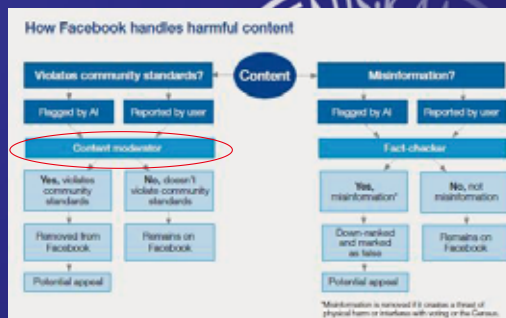 How Facebook handles harmful content
Violates community standards?
Content
Misinformation?
Flagged by AI
Reported by user
Flagged by AI
Reported by user
Content moderator
Fact-checker
Yes, violates
community
standards
No, doesn't
violate community
standards
Yes,
misinformation*
No, not
misinformation
Removed from
Facebook
Remains on
Facebook
Down-ranked
and marked
as false
Remains on
Facebook
Potential appeal
Potential appeal
*Misinformation is removed if it creates a threat of
physical harm or interferes with voting or the Census.